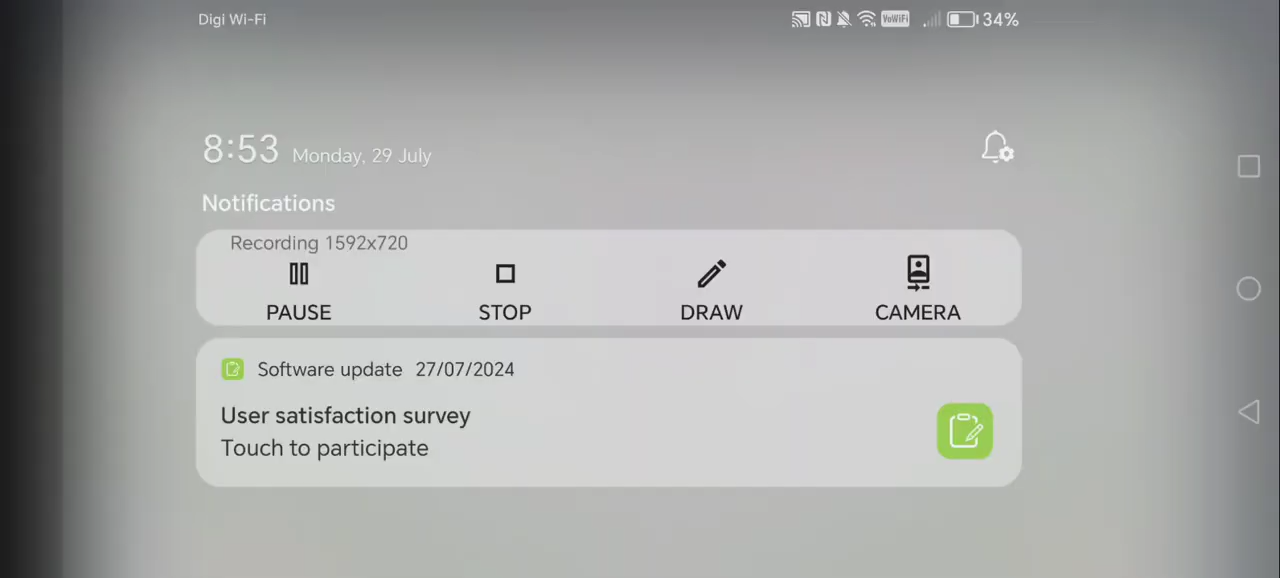 Digi Wi-Fi
VoWiFi
34%
8:53 Monday, 29 July
Notifications
Recording 1592x720
PAUSE STOP DRAW CAMERA
Software update 27/07/2024
User satisfaction survey
Touch to participate